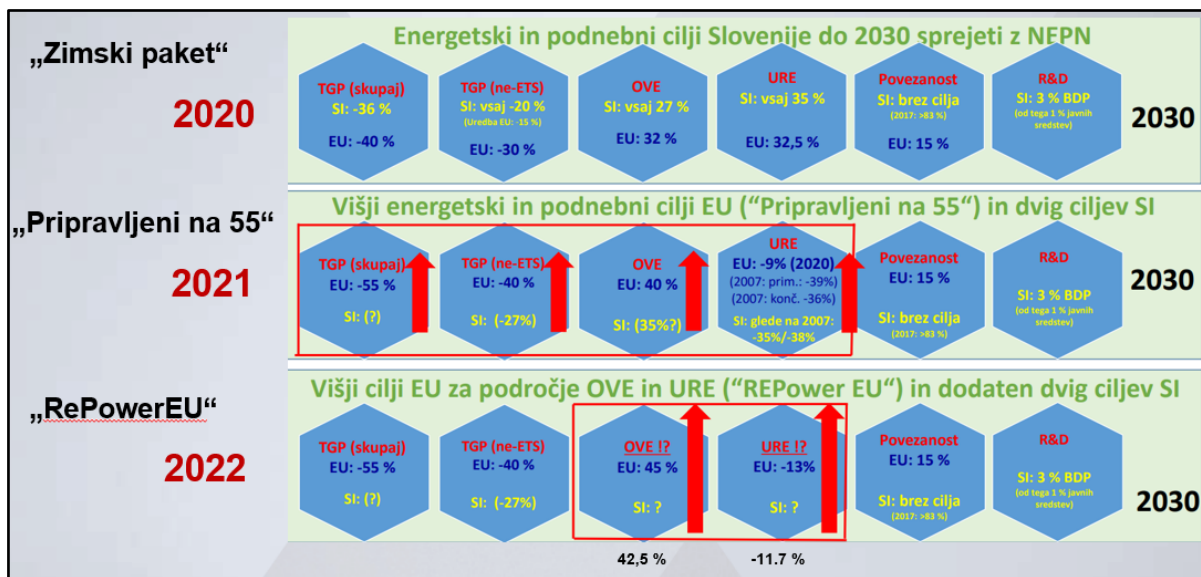 „Zimski paket“
2020
Energetski in podnebni cilji Slovenije do 2030 sprejeti z NEPN
TGP (skupaj)
SI: -36 %
EU: -40 %
TGP (ne-ETS)
SI: vsaj -20 %
(Uredba EU: -15 %)
EU: -30 %
OVE
SI: vsaj 27 %
EU: 32 %
URE
SI: vsaj 35 %
EU: 32,5 %
Povezanost
SI: brez cilja
(2017: >83 %)
EU: 15 %
R&D
SI: 3 % BDP
(od tega 1 % javnih
sredstev)
2030
„Pripravljeni na 55“
2021
Višji energetski in podnebni cilji EU (“Pripravljeni na 55“) in dvig ciljev SI
TGP (skupaj)
EU: -55 %
SI: (?)
TGP (ne-ETS)
EU: -40 %
SI: (-27%)
OVE
EU: 40 %
SI: (35%?)
URE
EU: -9% (2020)
(2007: prim.: -39%)
(2007: konč. -36%)
SI: glede na 2007:
-35%/-38%
Povezanost
EU: 15 %
SI: brez cilja
(2017: >83 %)
R&D
SI: 3 % BDP
(od tega 1 % javnih
sredstev)
2030
„RePowerEU“
2022
Višji cilji EU za področje OVE in URE (“REPower EU“) in dodaten dvig ciljev SI
TGP (skupaj)
EU: -55 %
SI: (?)
TGP (ne-ETS)
EU: -40 %
SI: (-27%)
OVE !?
EU: 45 %
SI: ?
URE !?
EU: -13%
SI: ?
Povezanost
EU: 15 %
SI: brez cilja
(2017: >83 %)
R&D
SI: 3 % BDP
(od tega 1 % javnih
sredstev)
2030
42,5 %
-11.7 %